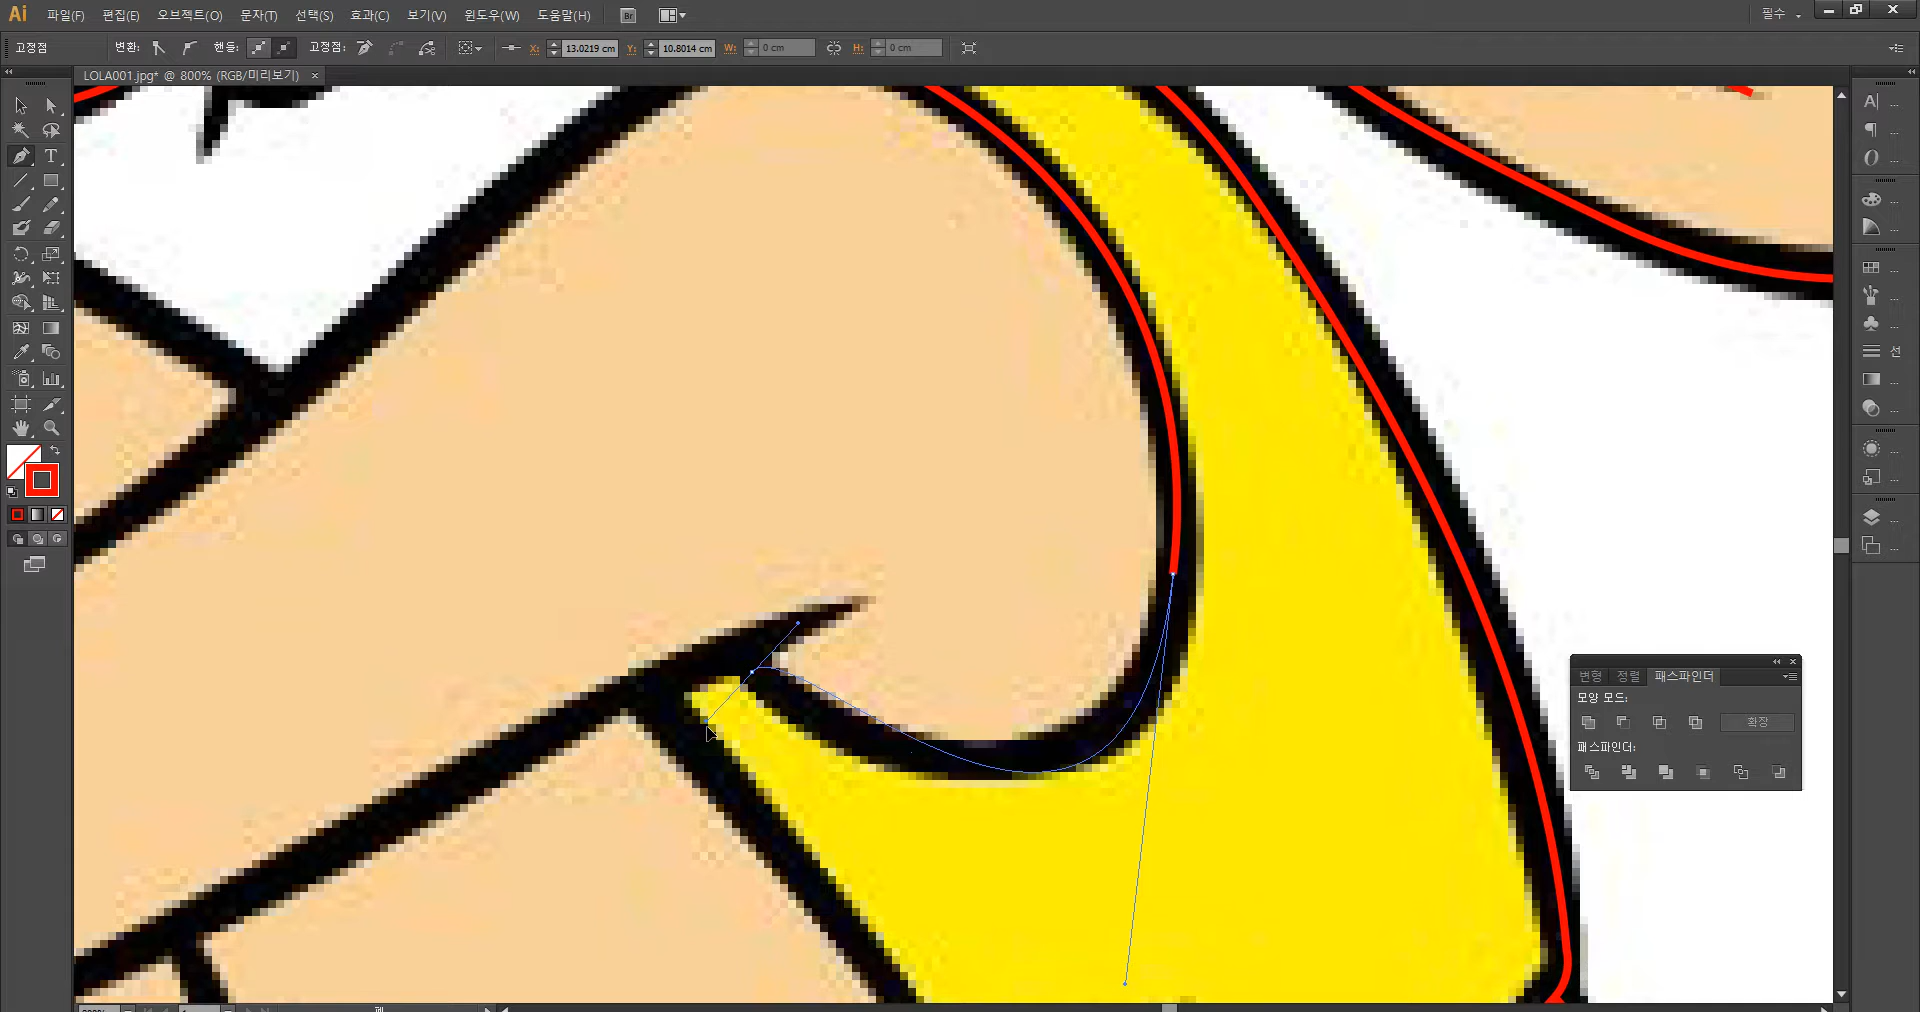 Ai 파일(F) 편집(E) 오브젝트(O) 문자(T) 선택(S) 효과(C) 보기(V) 윈도우(W) 도움말(H) Br 필수
고정점 변환: 핸들: 고정점: X: 13.0219 cm Y: 10.8014 cm W: 0 cm H: 0 cm
LOLA001.jpg* @ 800% (RGB/미리보기) ×
선
변형 정렬 패스파인더
모양 모드:
확장
패스파인더: